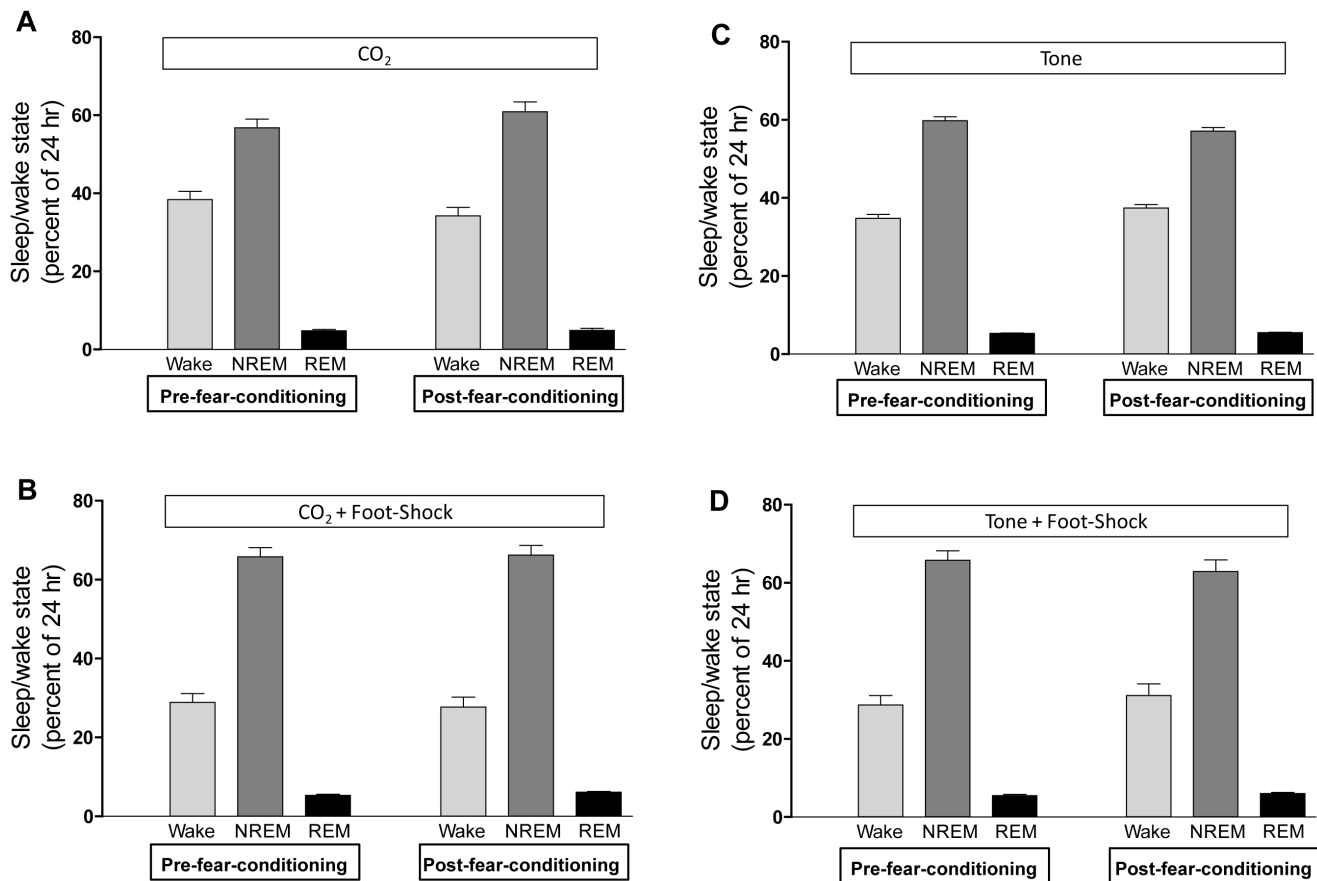 A
CO₂
Sleep/wake state
(percent of 24 hr)
80
60
40
20
0
Wake NREM REM Wake NREM REM
Pre-fear-conditioning Post-fear-conditioning
C
Tone
Sleep/wake state
(percent of 24 hr)
80
60
40
20
0
Wake NREM REM Wake NREM REM
Pre-fear-conditioning Post-fear-conditioning
B
CO₂ + Foot-Shock
Sleep/wake state
(percent of 24 hr)
80
60
40
20
0
Wake NREM REM Wake NREM REM
Pre-fear-conditioning Post-fear-conditioning
D
Tone + Foot-Shock
Sleep/wake state
(percent of 24 hr)
80
60
40
20
0
Wake NREM REM Wake NREM REM
Pre-fear-conditioning Post-fear-conditioning